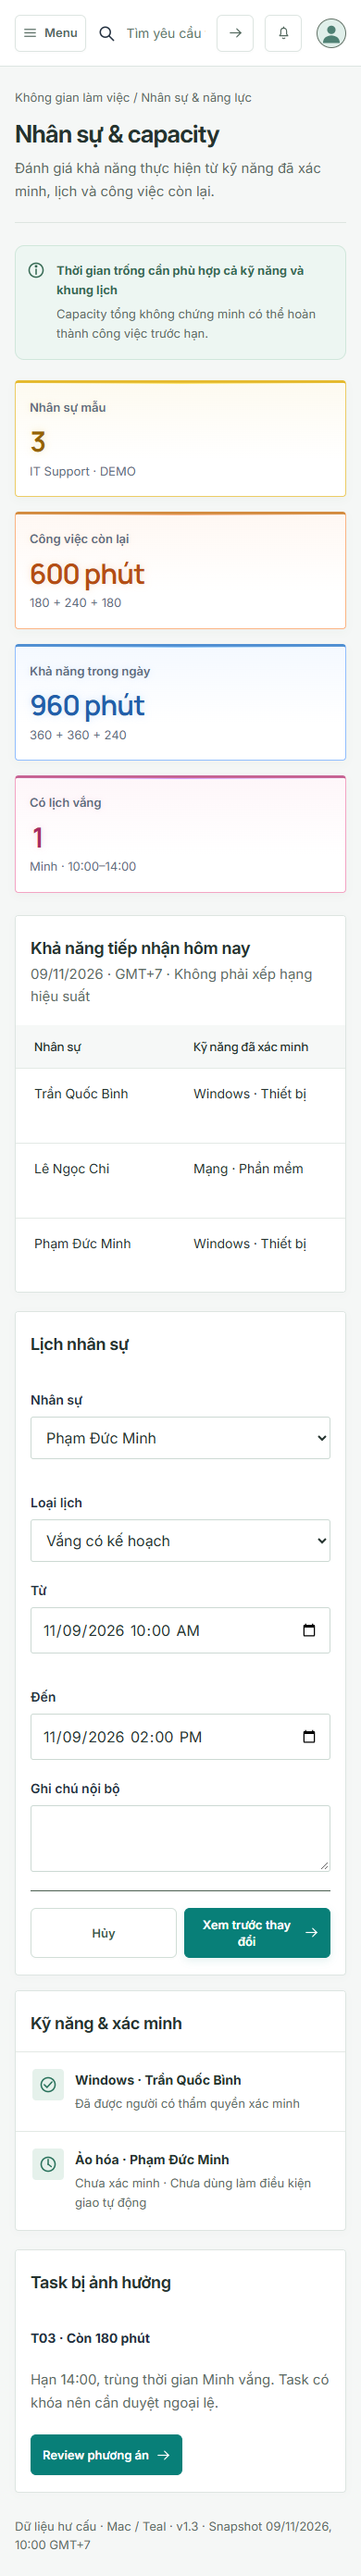 Menu
Tìm yêu cầu
Không gian làm việc / Nhân sự & năng lực
Nhân sự & capacity
Đánh giá khả năng thực hiện từ kỹ năng đã xác
minh, lịch và công việc còn lại.
Thời gian trống cần phù hợp cả kỹ năng và
khung lịch
Capacity tổng không chứng minh có thể hoàn
thành công việc trước hạn.
Nhân sự mẫu
3
IT Support · DEMO
Công việc còn lại
600 phút
180 + 240 + 180
Khả năng trong ngày
960 phút
360 + 360 + 240
Có lịch vắng
1
Minh · 10:00–14:00
Khả năng tiếp nhận hôm nay
09/11/2026 · GMT+7 · Không phải xếp hạng
hiệu suất
Nhân sự Kỹ năng đã xác minh
Trần Quốc Bình Windows · Thiết bị
Lê Ngọc Chi Mạng · Phần mềm
Phạm Đức Minh Windows · Thiết bị
Lịch nhân sự
Nhân sự
Phạm Đức Minh
Loại lịch
Vắng có kế hoạch
Từ
11/09/2026 10:00 AM
Đến
11/09/2026 02:00 PM
Ghi chú nội bộ
Hủy
Xem trước thay
đổi
Kỹ năng & xác minh
Windows · Trần Quốc Bình
Đã được người có thẩm quyền xác minh
Ảo hóa · Phạm Đức Minh
Chưa xác minh · Chưa dùng làm điều kiện
giao tự động
Task bị ảnh hưởng
T03 · Còn 180 phút
Hạn 14:00, trùng thời gian Minh vắng. Task có
khóa nên cần duyệt ngoại lệ.
Review phương án
Dữ liệu hư cấu · Mac / Teal · v1.3 · Snapshot 09/11/2026,
10:00 GMT+7